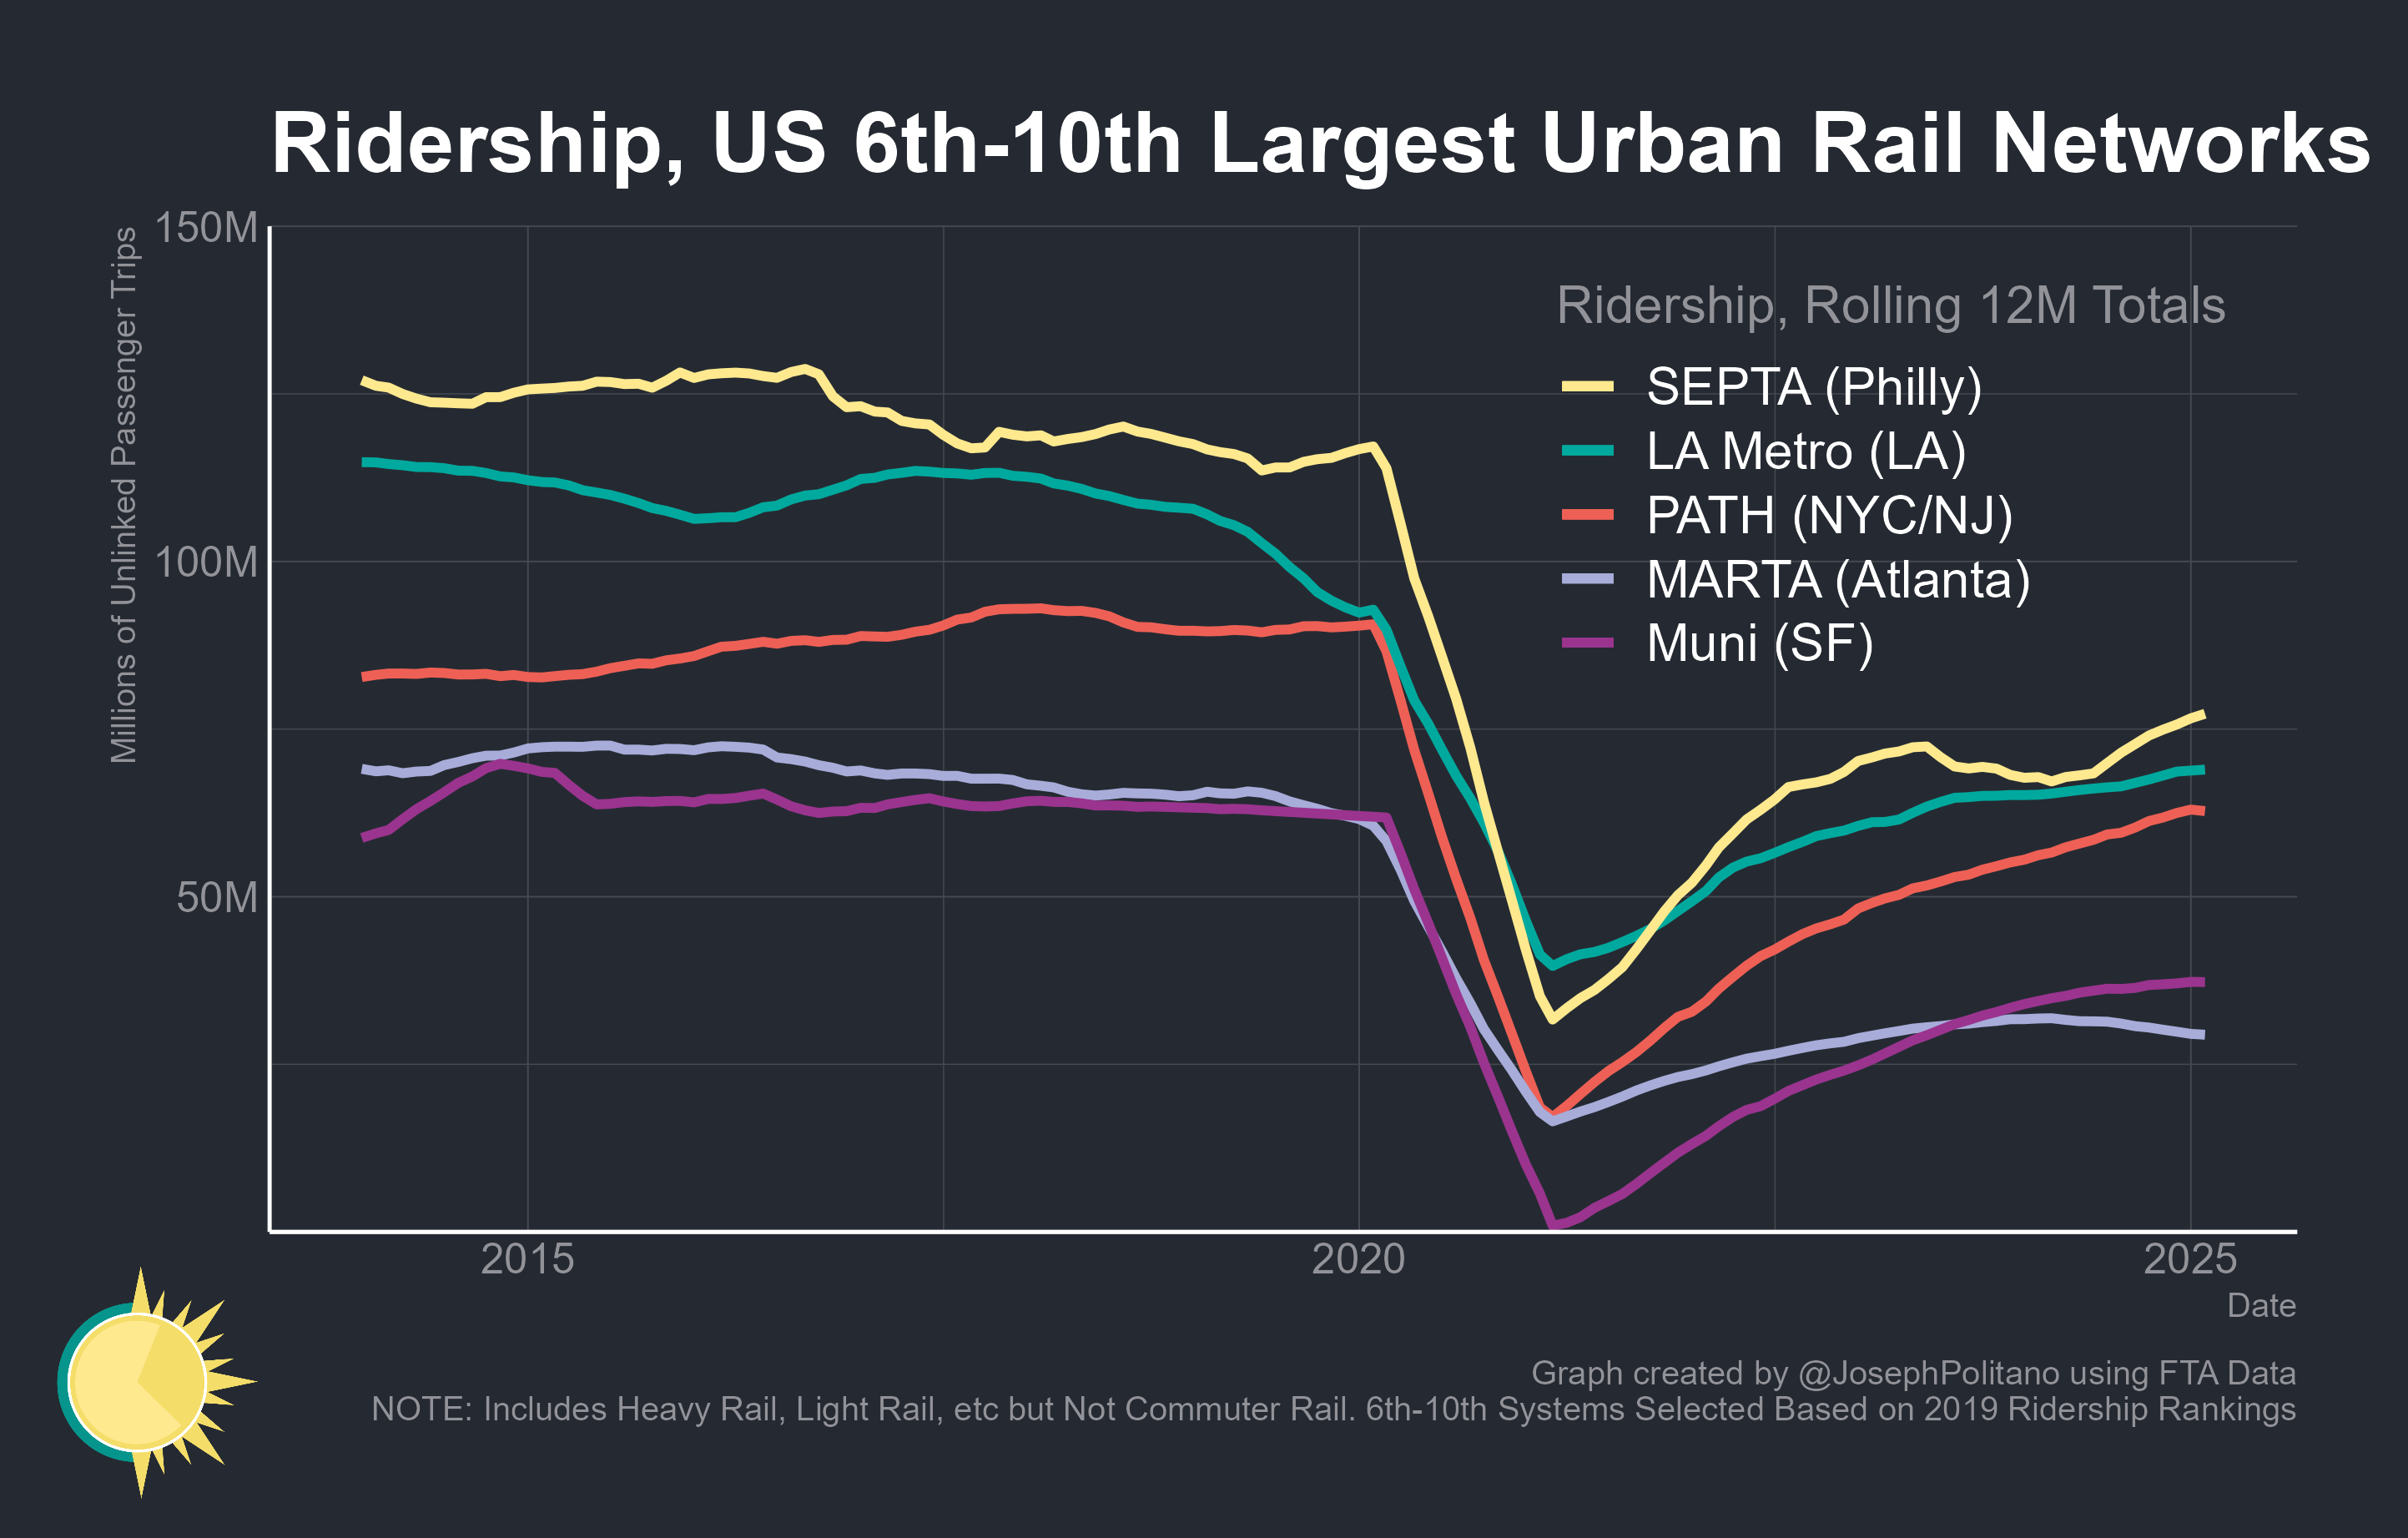 Ridership, US 6th-10th Largest Urban Rail Networks
Millions of Unlinked Passenger Trips
150M
100M
50M
Ridership, Rolling 12M Totals
SEPTA (Philly)
LA Metro (LA)
PATH (NYC/NJ)
MARTA (Atlanta)
Muni (SF)
2015
2020
2025
Date
Graph created by @JosephPolitano using FTA Data
NOTE: Includes Heavy Rail, Light Rail, etc but Not Commuter Rail. 6th-10th Systems Selected Based on 2019 Ridership Rankings